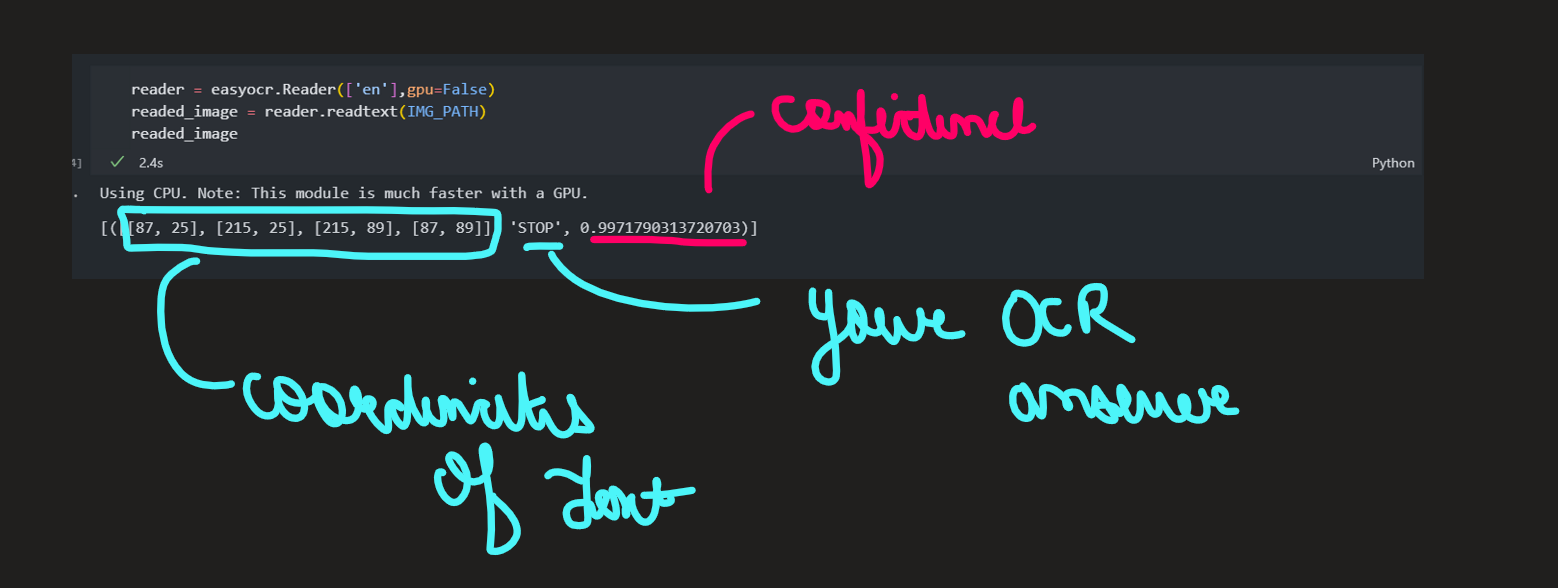 reader = easyocr.Reader(['en'],gpu=False)
readed_image = reader.readtext(IMG_PATH)
readed_image
4]
2.4s
Python
. Using CPU. Note: This module is much faster with a GPU.
[([[87, 25], [215, 25], [215, 89], [87, 89]], 'STOP', 0.9971790313720703)]
confidence
Your OCR
answer
coordinates
of Text